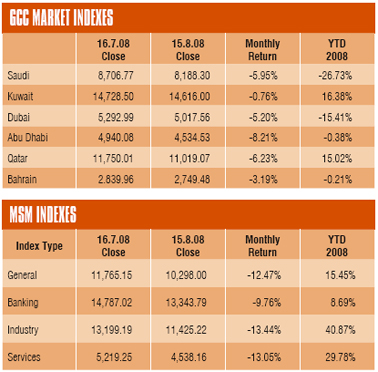 GCC MARKET INDEXES
16.7.08 Close 15.8.08 Close Monthly Return YTD 2008
Saudi 8,706.77 8,188.30 -5.95% -26.73%
Kuwait 14,728.50 14,616.00 -0.76% 16.38%
Dubai 5,292.99 5,017.56 -5.20% -15.41%
Abu Dhabi 4,940.08 4,534.53 -8.21% -0.38%
Qatar 11,750.01 11,019.07 -6.23% 15.02%
Bahrain 2.839.96 2,749.48 -3.19% -0.21%
MSM INDEXES
Index Type 16.7.08 Close 15.8.08 Close Monthly Return YTD 2008
General 11,765.15 10,298.00 -12.47% 15.45%
Banking 14,787.02 13,343.79 -9.76% 8.69%
Industry 13,199.19 11,425.22 -13.44% 40.87%
Services 5,219.25 4,538.16 -13.05% 29.78%